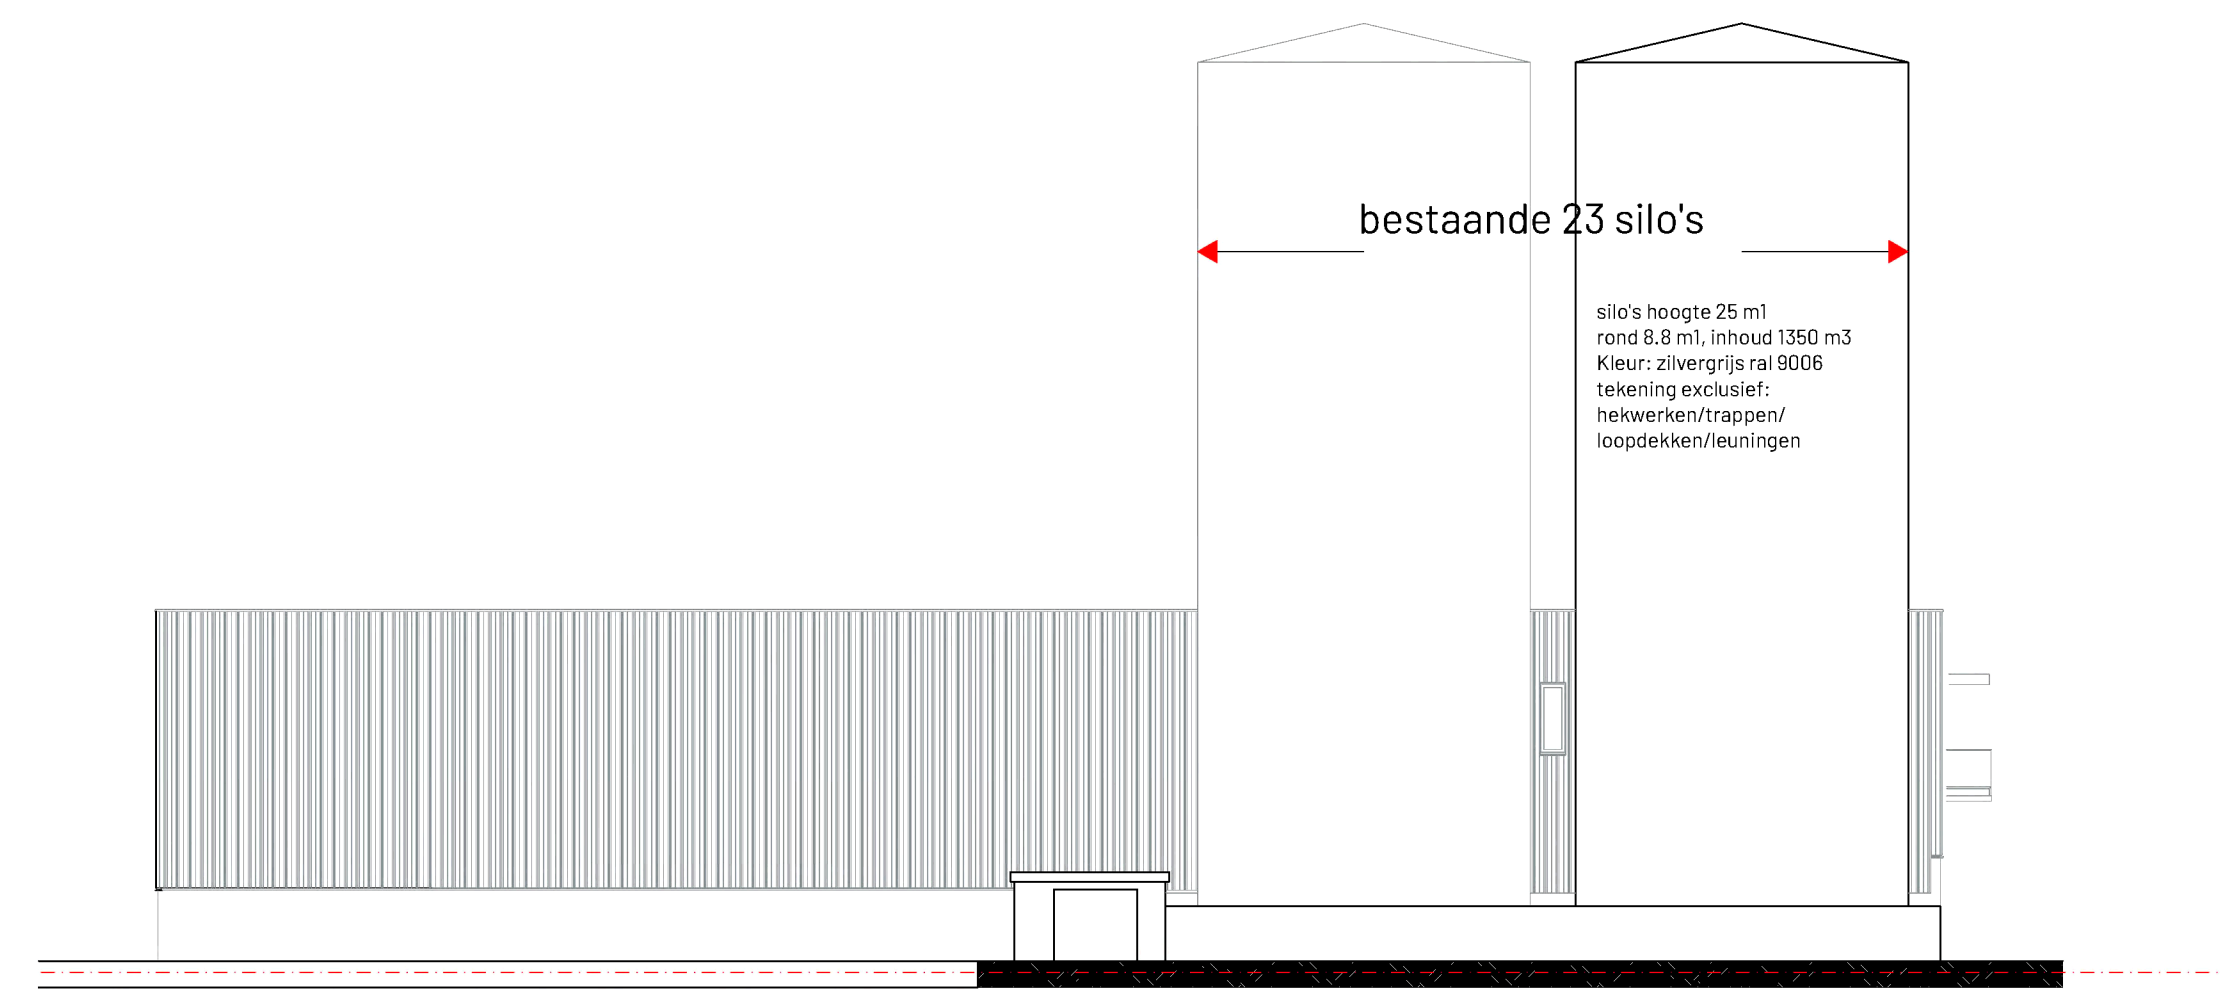 bestaande 23 silo's
silo's hoogte 25 m1
rond 8.8 m1, inhoud 1350 m3
Kleur: zilvergrijs ral 9006
tekening exclusief:
hekwerken/trappen/
loopdekken/leuningen